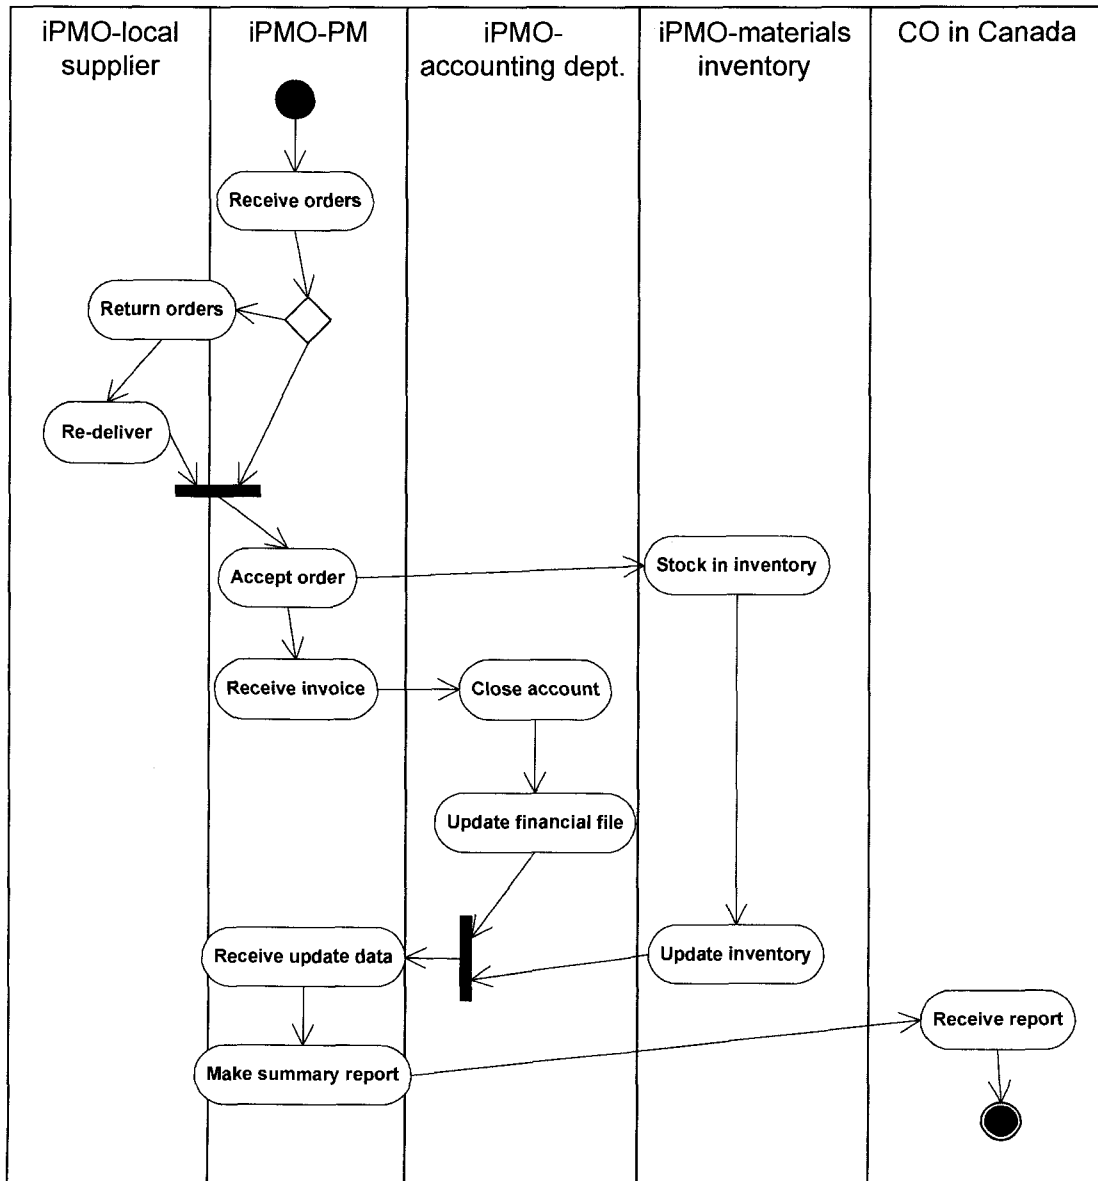 iPMO-local
supplier
iPMO-PM
iPMO-
accounting dept.
iPMO-materials
inventory
CO in Canada
Receive orders
Return orders
Re-deliver
Accept order
Stock in inventory
Receive invoice
Close account
Update financial file
Receive update data
Update inventory
Receive report
Make summary report